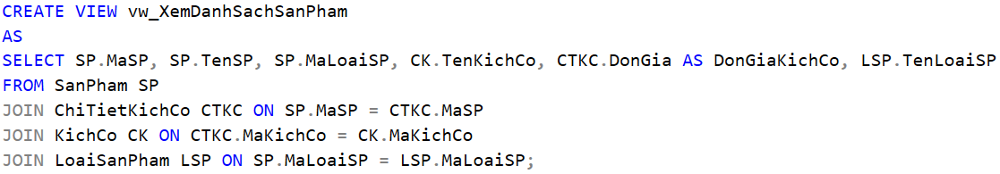 CREATE VIEW vw_XemDanhSachSanPham
AS
SELECT SP.MaSP, SP.TenSP, SP.MaLoaiSP, CK.TenKichCo, CTKC.DonGia AS DonGiaKichCo, LSP.TenLoaiSP
FROM SanPham SP
JOIN ChiTietKichCo CTKC ON SP.MaSP = CTKC.MaSP
JOIN KichCo CK ON CTKC.MaKichCo = CK.MaKichCo
JOIN LoaiSanPham LSP ON SP.MaLoaiSP = LSP.MaLoaiSP;